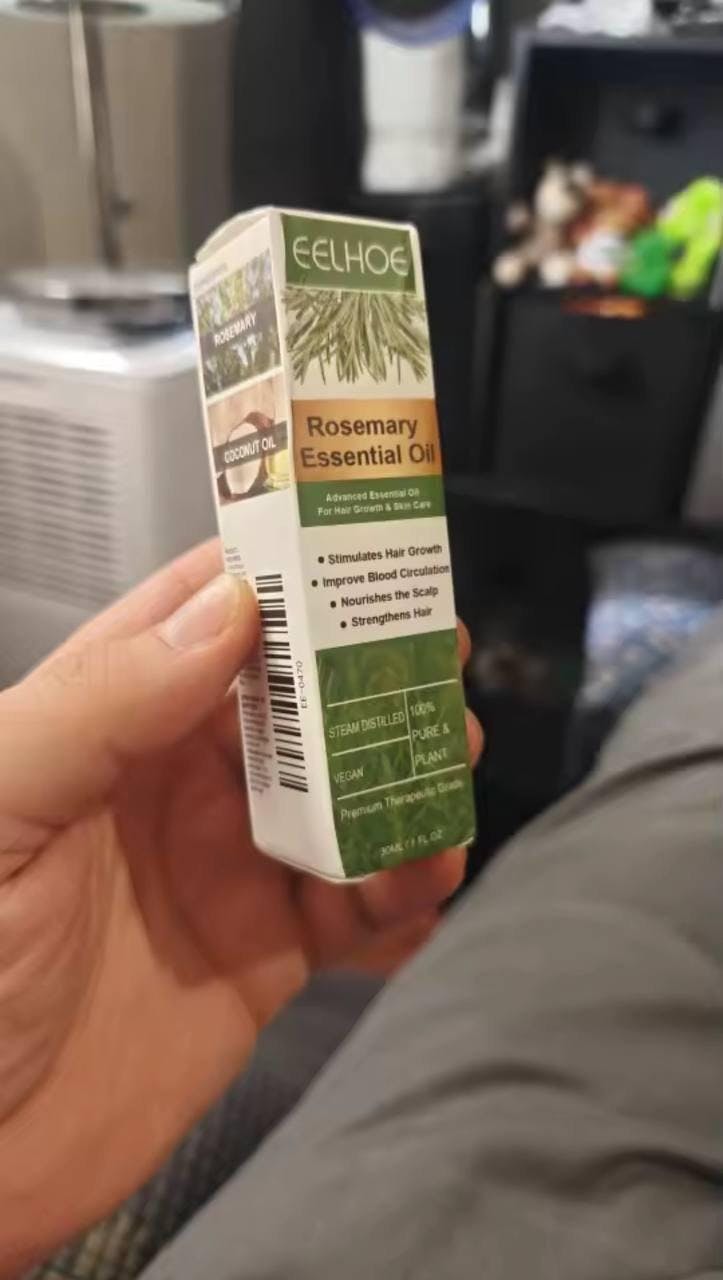 EELHOE
Rosemary
Essential Oil
Advanced Essential Oil
For Hair Growth & Skin Care
• Stimulates Hair Growth
• Improve Blood Circulation
• Nourishes the Scalp
• Strengthens Hair
STEAM DISTILLED
VEGAN
100%
PURE &
PLANT
Premium Therapeutic Grade
30ML / 1 FL OZ
ROSEMARY
COCONUT OIL
EE-0470